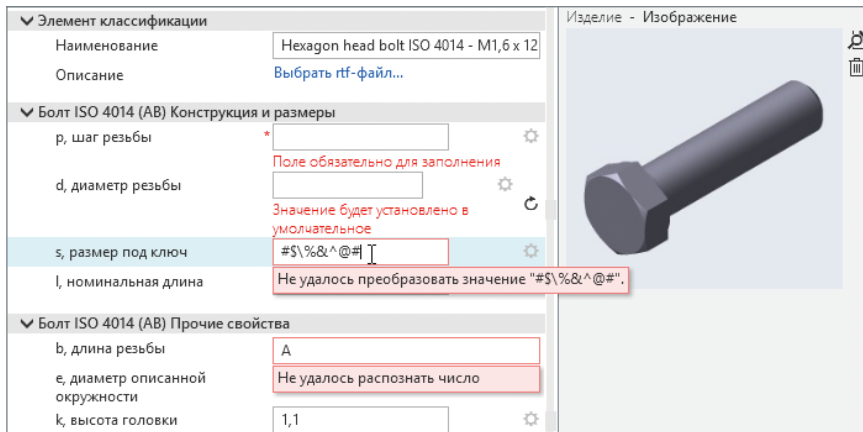 Элемент классификации
Наименование
Hexagon head bolt ISO 4014 - M1,6 x 12
Описание
Выбрать rtf-файл...
Болт ISO 4014 (AB) Конструкция и размеры
p, шаг резьбы
*
Поле обязательно для заполнения
d, диаметр резьбы
Значение будет установлено в
умолчательное
s, размер под ключ
#$\%&^@#
l, номинальная длина
Не удалось преобразовать значение "#$\%&^@#".
Болт ISO 4014 (AB) Прочие свойства
b, длина резьбы
A
e, диаметр описанной
окружности
Не удалось распознать число
k, высота головки
1,1
Изделие - Изображение